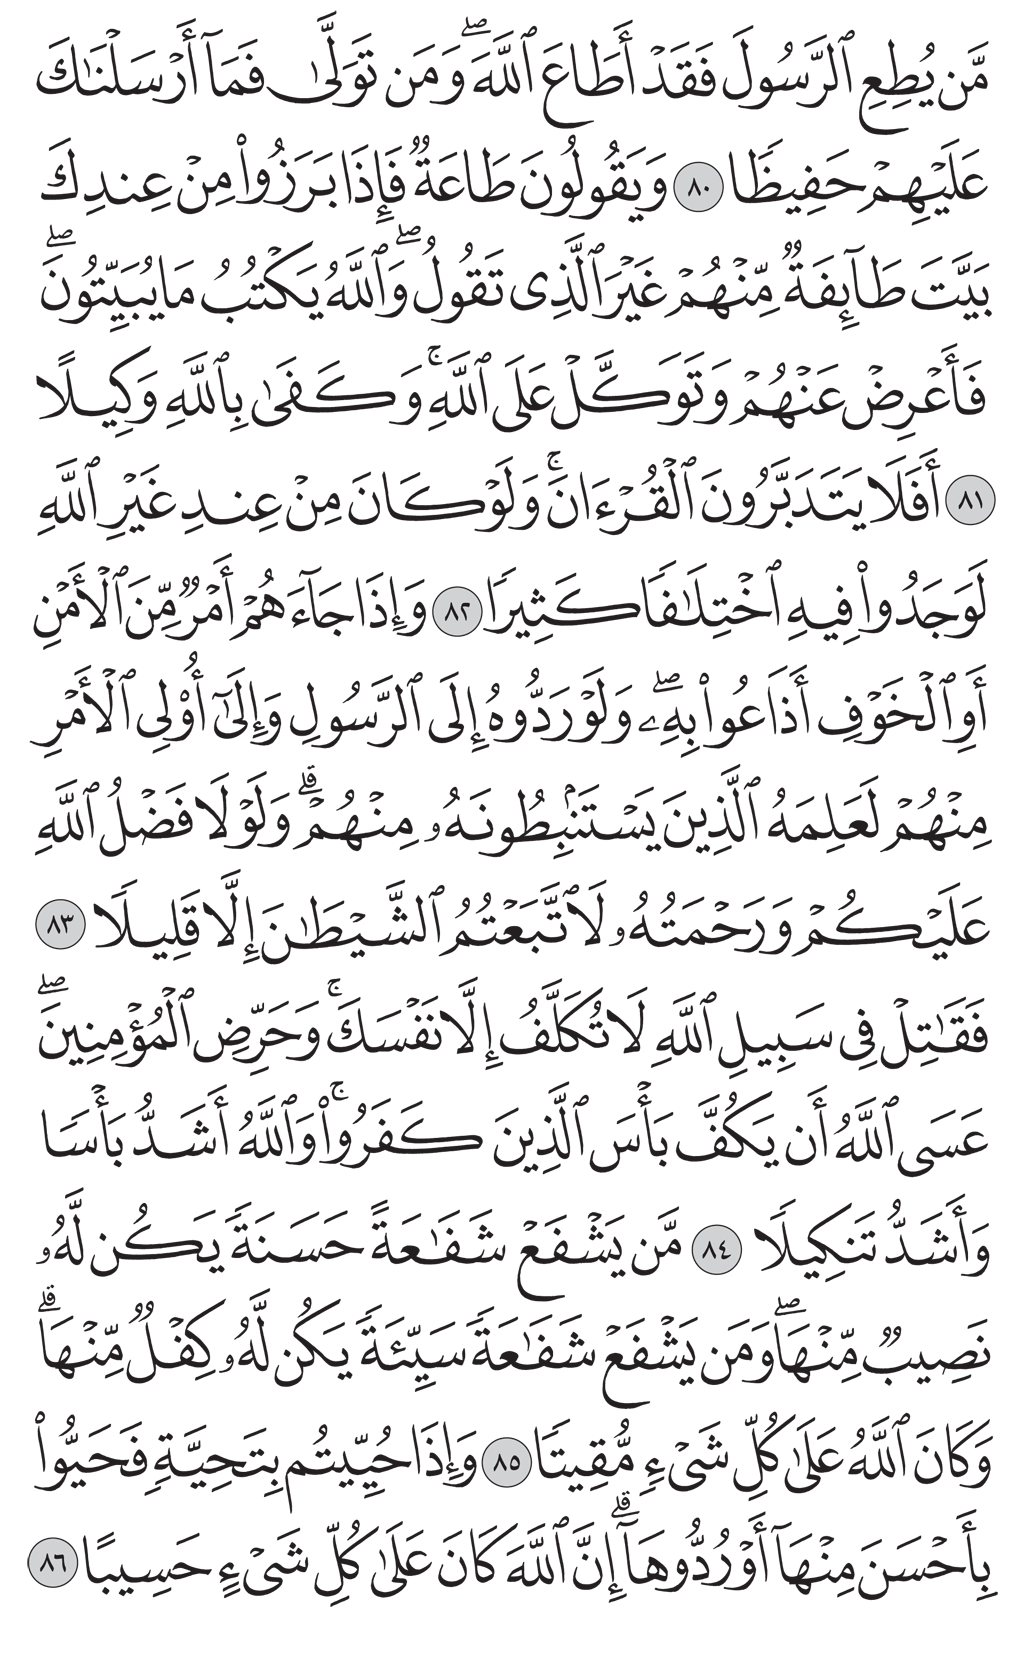 مَّن يُطِعِ ٱلرَّسُولَ فَقَدۡ أَطَاعَ ٱللَّهَۖ وَمَن تَوَلَّىٰ فَمَآ أَرۡسَلۡنَٰكَ
عَلَيۡهِمۡ حَفِيظٗا ٨٠ وَيَقُولُونَ طَاعَةٞ فَإِذَا بَرَزُواْ مِنۡ عِندِكَ
بَيَّتَ طَآئِفَةٞ مِّنۡهُمۡ غَيۡرَ ٱلَّذِي تَقُولُۖ وَٱللَّهُ يَكۡتُبُ مَا يُبَيِّتُونَۖ
فَأَعۡرِضۡ عَنۡهُمۡ وَتَوَكَّلۡ عَلَى ٱللَّهِۚ وَكَفَىٰ بِٱللَّهِ وَكِيلًا
٨١ أَفَلَا يَتَدَبَّرُونَ ٱلۡقُرۡءَانَۚ وَلَوۡ كَانَ مِنۡ عِندِ غَيۡرِ ٱللَّهِ
لَوَجَدُواْ فِيهِ ٱخۡتِلَٰفٗا كَثِيرٗا ٨٢ وَإِذَا جَآءَهُمۡ أَمۡرٞ مِّنَ ٱلۡأَمۡنِ
أَوِ ٱلۡخَوۡفِ أَذَاعُواْ بِهِۦۖ وَلَوۡ رَدُّوهُ إِلَى ٱلرَّسُولِ وَإِلَىٰٓ أُوْلِي ٱلۡأَمۡرِ
مِنۡهُمۡ لَعَلِمَهُ ٱلَّذِينَ يَسۡتَنۢبِطُونَهُۥ مِنۡهُمۡۗ وَلَوۡلَا فَضۡلُ ٱللَّهِ
عَلَيۡكُمۡ وَرَحۡمَتُهُۥ لَٱتَّبَعۡتُمُ ٱلشَّيۡطَٰنَ إِلَّا قَلِيلٗا ٨٣
فَقَٰتِلۡ فِي سَبِيلِ ٱللَّهِ لَا تُكَلَّفُ إِلَّا نَفۡسَكَۚ وَحَرِّضِ ٱلۡمُؤۡمِنِينَۖ
عَسَى ٱللَّهُ أَن يَكُفَّ بَأۡسَ ٱلَّذِينَ كَفَرُواْۚ وَٱللَّهُ أَشَدُّ بَأۡسٗا
وَأَشَدُّ تَنكِيلٗا ٨٤ مَّن يَشۡفَعۡ شَفَٰعَةً حَسَنَةٗ يَكُن لَّهُۥ
نَصِيبٞ مِّنۡهَاۖ وَمَن يَشۡفَعۡ شَفَٰعَةٗ سَيِّئَةٗ يَكُن لَّهُۥ كِفۡلٞ مِّنۡهَاۗ
وَكَانَ ٱللَّهُ عَلَىٰ كُلِّ شَيۡءٖ مُّقِيتٗا ٨٥ وَإِذَا حُيِّيتُم بِتَحِيَّةٖ فَحَيُّواْ
بِأَحۡسَنَ مِنۡهَآ أَوۡ رُدُّوهَآۗ إِنَّ ٱللَّهَ كَانَ عَلَىٰ كُلِّ شَيۡءٍ حَسِيبًا ٨٦